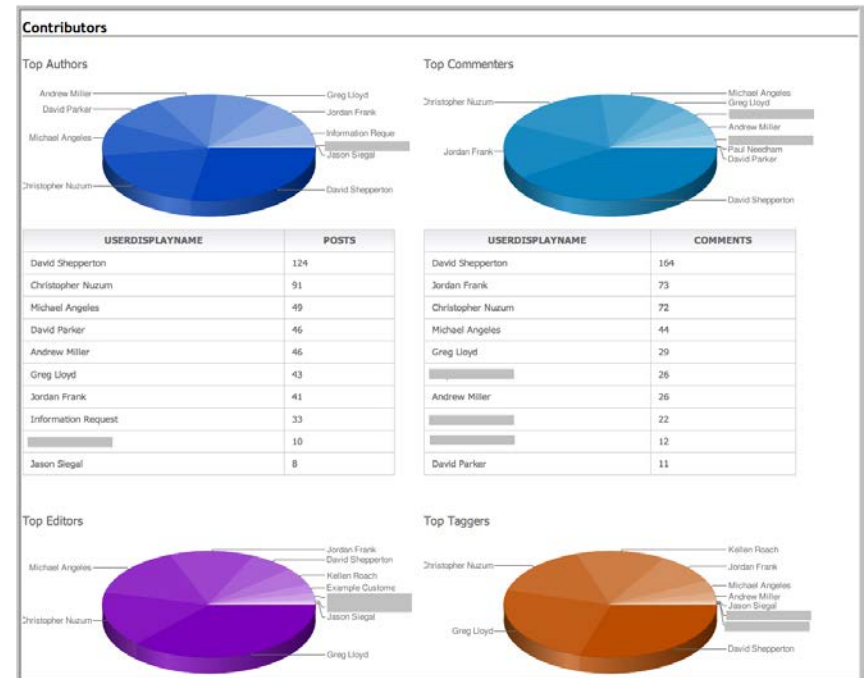 Contributors
Top Authors
Andrew Miller
David Parker
Michael Angeles
Christopher Nuzum
Greg Lloyd
Jordan Frank
Information Reque
Jason Siegal
David Shepperton
USERDISPLAYNAME POSTS
David Shepperton 124
Christopher Nuzum 91
Michael Angeles 49
David Parker 46
Andrew Miller 46
Greg Lloyd 43
Jordan Frank 41
Information Request 33
10
Jason Siegal 8
Top Commenters
Christopher Nuzum
Jordan Frank
Michael Angeles
Greg Lloyd
Andrew Miller
Paul Needham
David Parker
David Shepperton
USERDISPLAYNAME COMMENTS
David Shepperton 164
Jordan Frank 73
Christopher Nuzum 72
Michael Angeles 44
Greg Lloyd 29
26
Andrew Miller 26
22
12
David Parker 11
Top Editors
Michael Angeles
Christopher Nuzum
Jordan Frank
David Shepperton
Kellen Roach
Example Custome
Jason Siegal
Greg Lloyd
Top Taggers
Christopher Nuzum
Greg Lloyd
Kellen Roach
Jordan Frank
Michael Angeles
Andrew Miller
Jason Siegal
David Shepperton